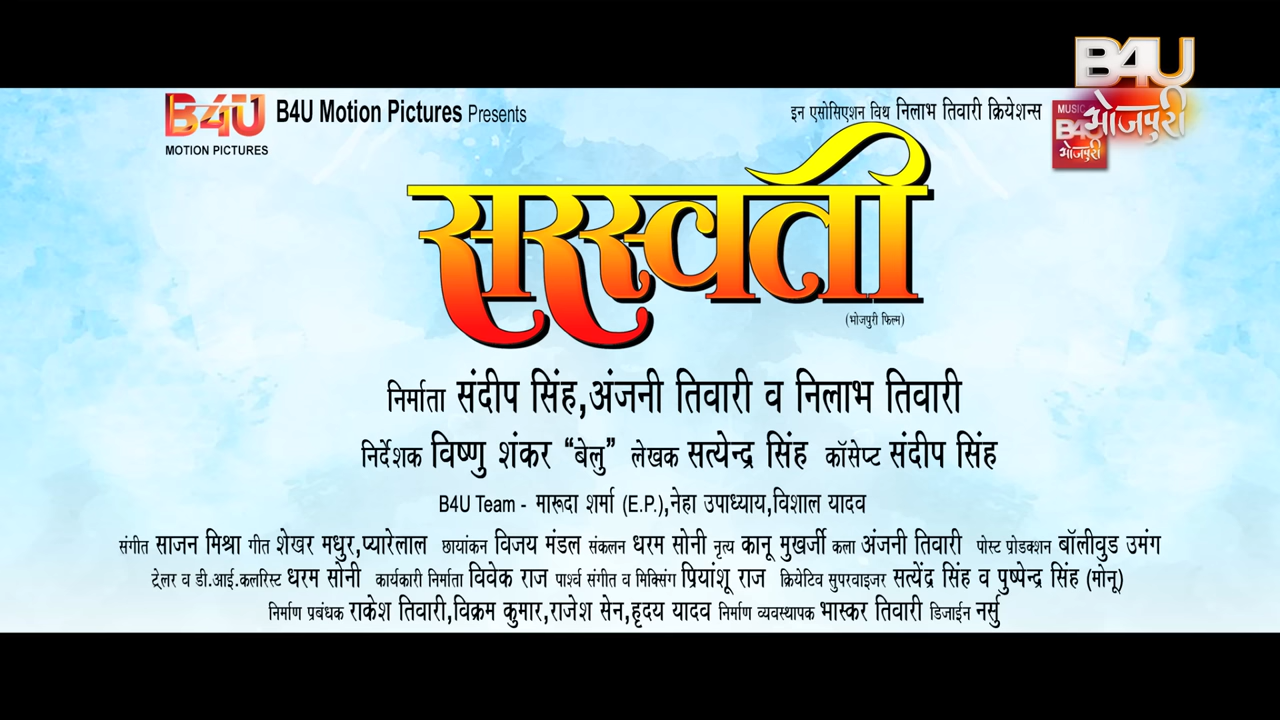 B4U
भोजपुरी
B4U B4U Motion Pictures Presents
MOTION PICTURES
इन एसोसिएशन विथ निलाभ तिवारी क्रियेशन्स
MUSIC
B4U
भोजपुरी
सरस्वती
(भोजपुरी फिल्म)
निर्माता संदीप सिंह,अंजनी तिवारी व निलाभ तिवारी
निर्देशक विष्णु शंकर “बेलु” लेखक सत्येन्द्र सिंह कॉसेप्ट संदीप सिंह
B4U Team - मारूदा शर्मा (E.P.),नेहा उपाध्याय,विशाल यादव
संगीत साजन मिश्रा गीत शेखर मधुर,प्यारेलाल छायांकन विजय मंडल संकलन धरम सोनी नृत्य कानू मुखर्जी कला अंजनी तिवारी पोस्ट प्रोडक्शन बॉलीवुड उमंग
ट्रेलर व डी.आई.कलरिस्ट धरम सोनी कार्यकारी निर्माता विवेक राज पार्श्व संगीत व मिक्सिंग प्रियांशू राज क्रियेटिव सुपरवाइजर सत्येंद्र सिंह व पुष्पेन्द्र सिंह (मोनू)
निर्माण प्रबंधक राकेश तिवारी,विक्रम कुमार,राजेश सेन,हृदय यादव निर्माण व्यवस्थापक भास्कर तिवारी डिजाईन नर्सु